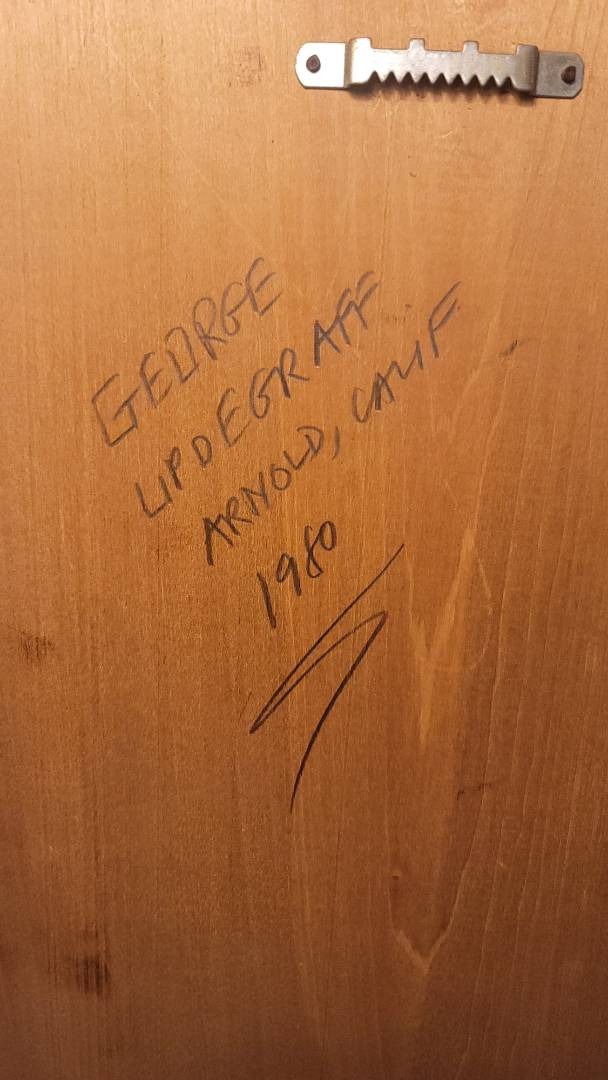 GEORGE
UPDEGRAFF
ARNOLD, CALIF
1980